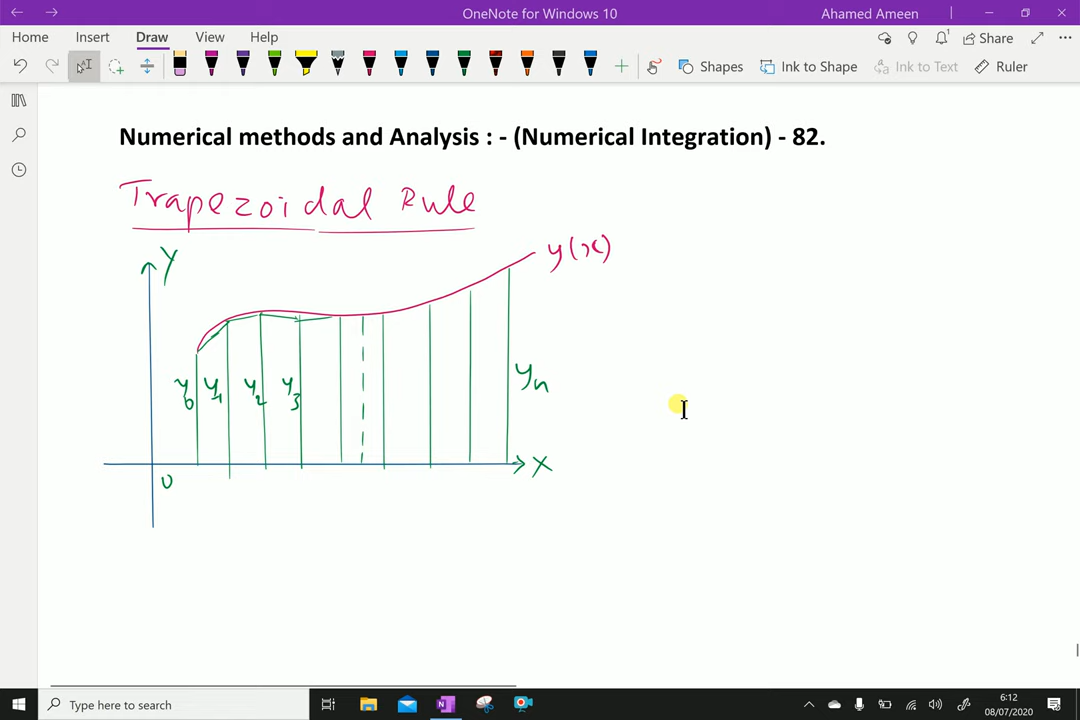 OneNote for Windows 10
Ahamed Ameen
Home Insert Draw View Help
Share
Shapes Ink to Shape Ink to Text Ruler
Numerical methods and Analysis : - (Numerical Integration) - 82.
Trapezoidal Rule
Y
y(x)
y0 y1 y2 y3 yn
X
0
Type here to search
6:12
08/07/2020